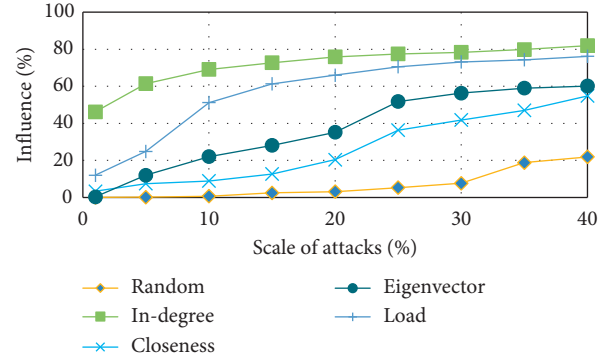 100
80
60
40
20
0
Influence (%)
0 10 20 30 40
Scale of attacks (%)
Random
In-degree
Closeness
Eigenvector
Load